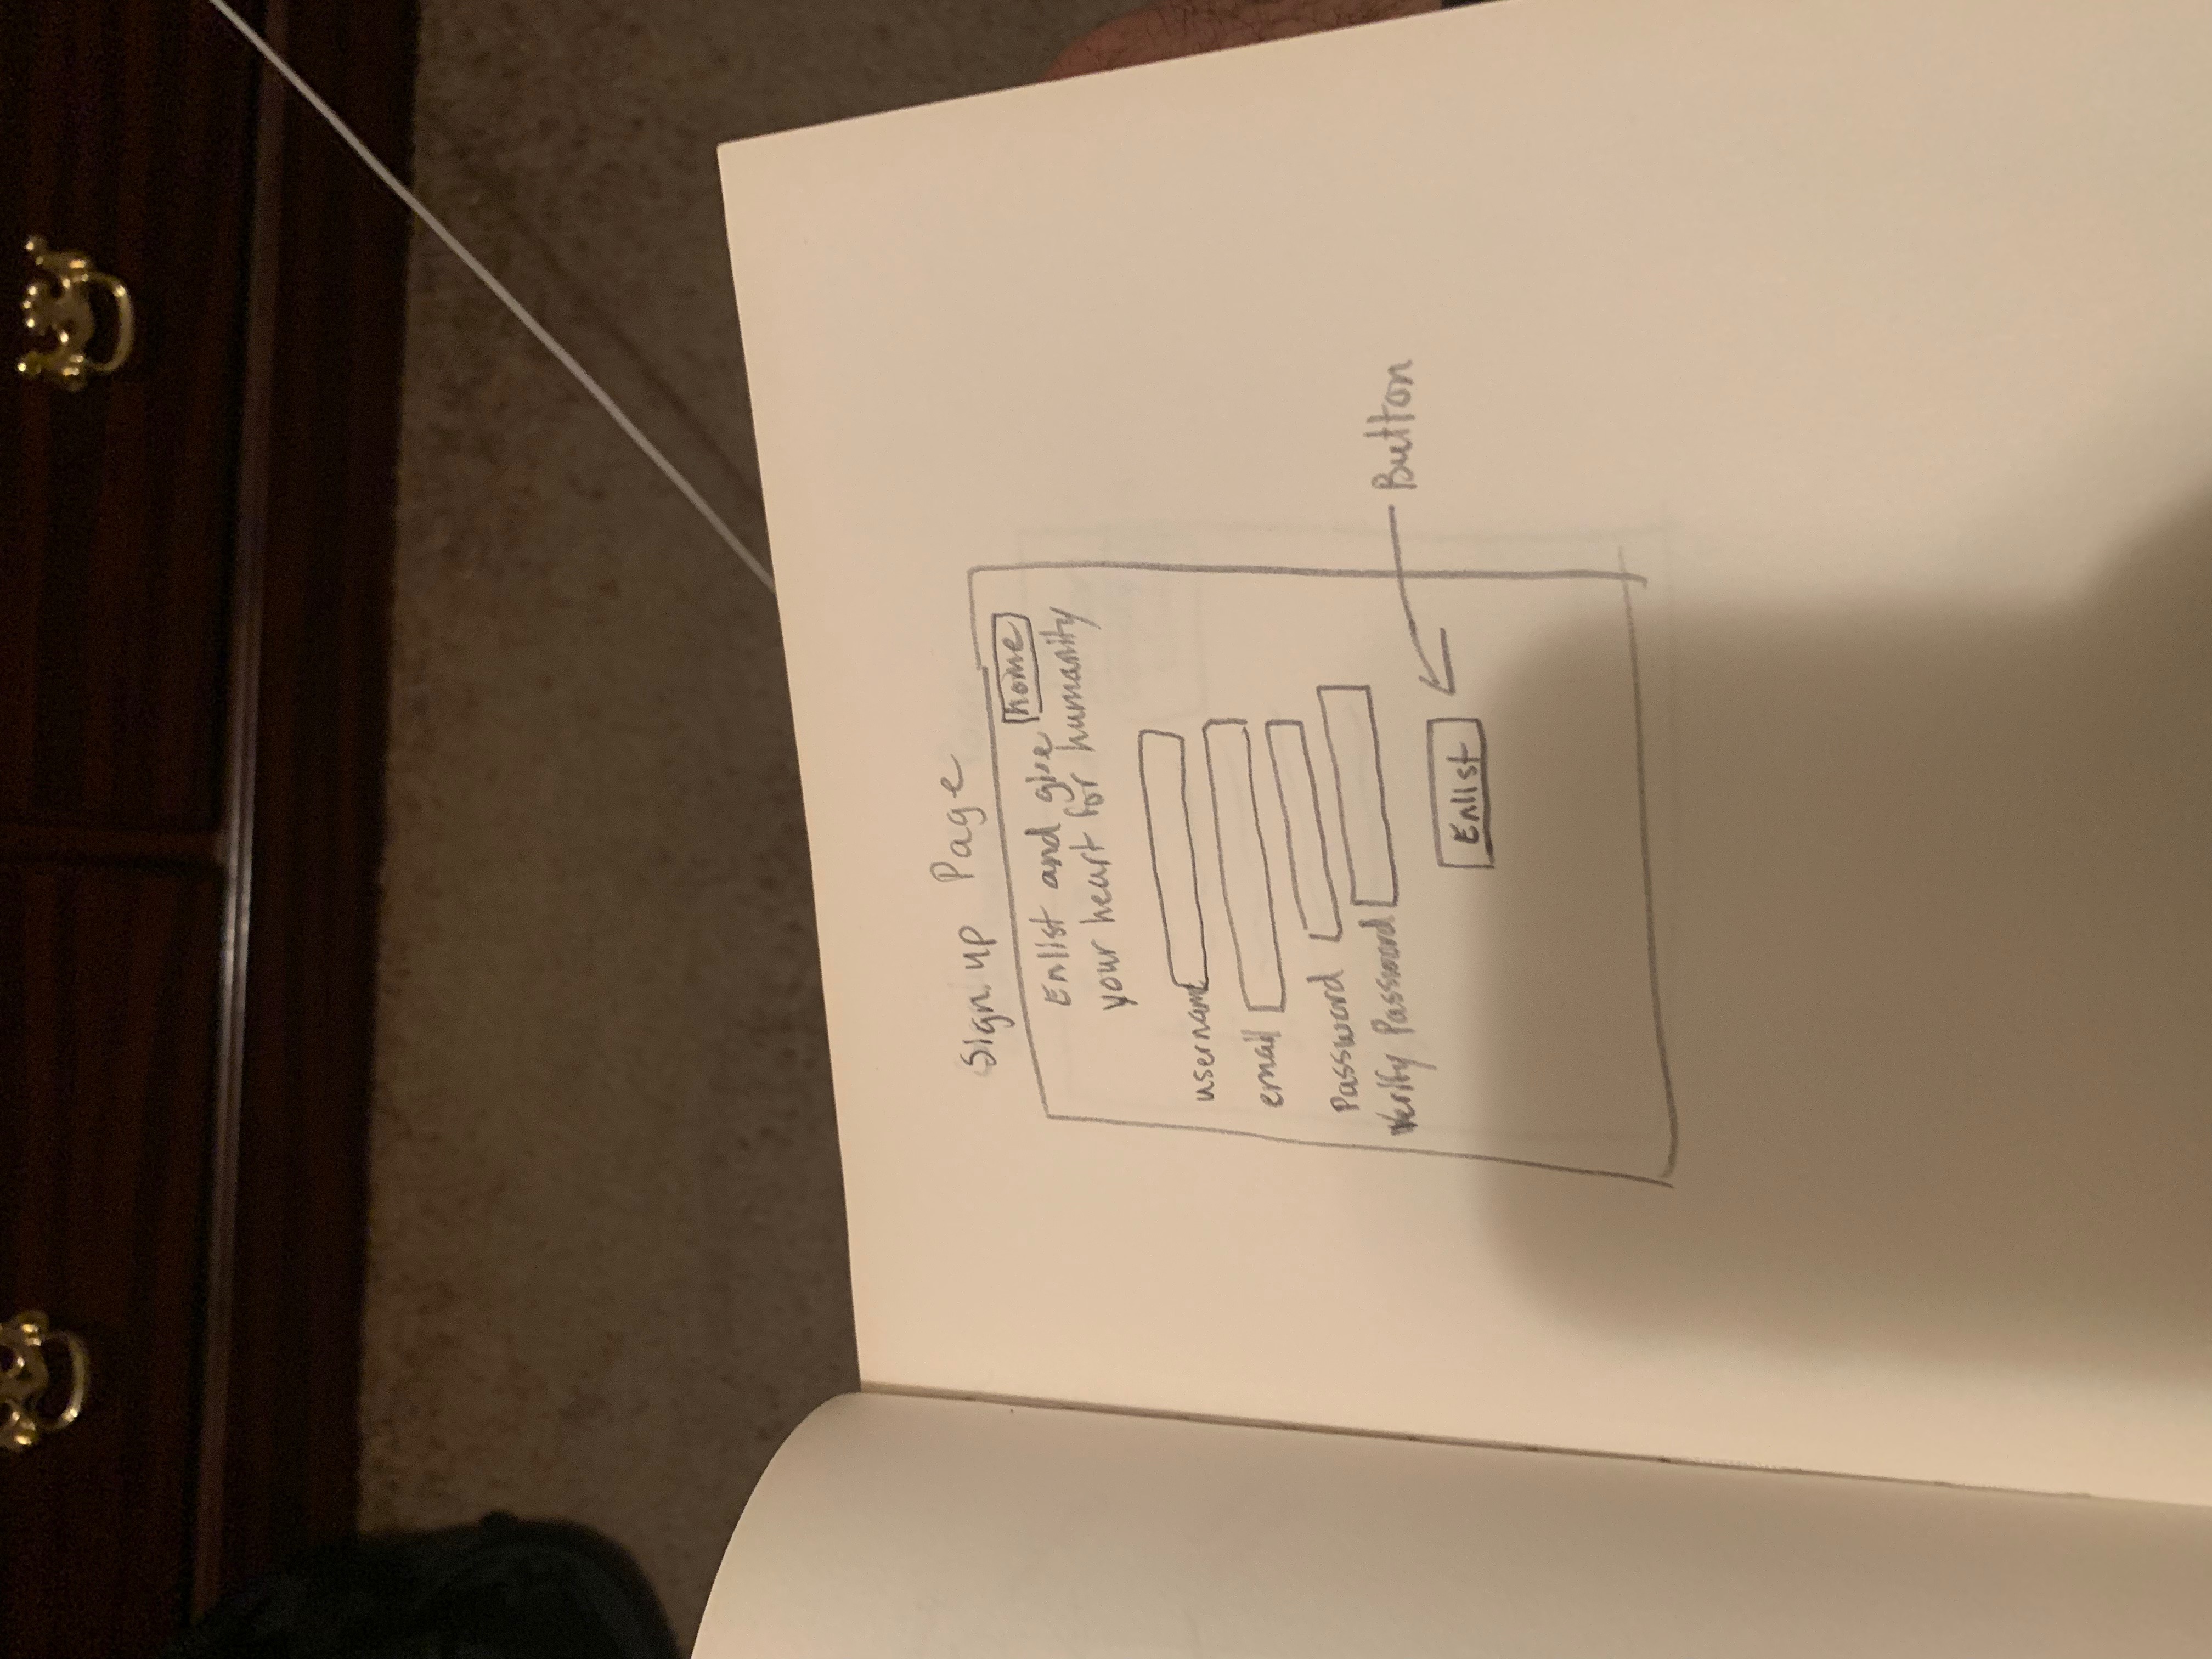 Sign up Page
home
Enlist and give
your heart for humanity
username
email
Password
Verify Password
Button
Enlist